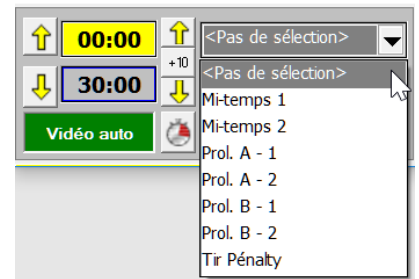 00:00
<Pas de sélection>
+10
30:00
<Pas de sélection>
Mi-temps 1
Mi-temps 2
Vidéo auto
Prol. A - 1
Prol. A - 2
Prol. B - 1
Prol. B - 2
Tir Pénalty